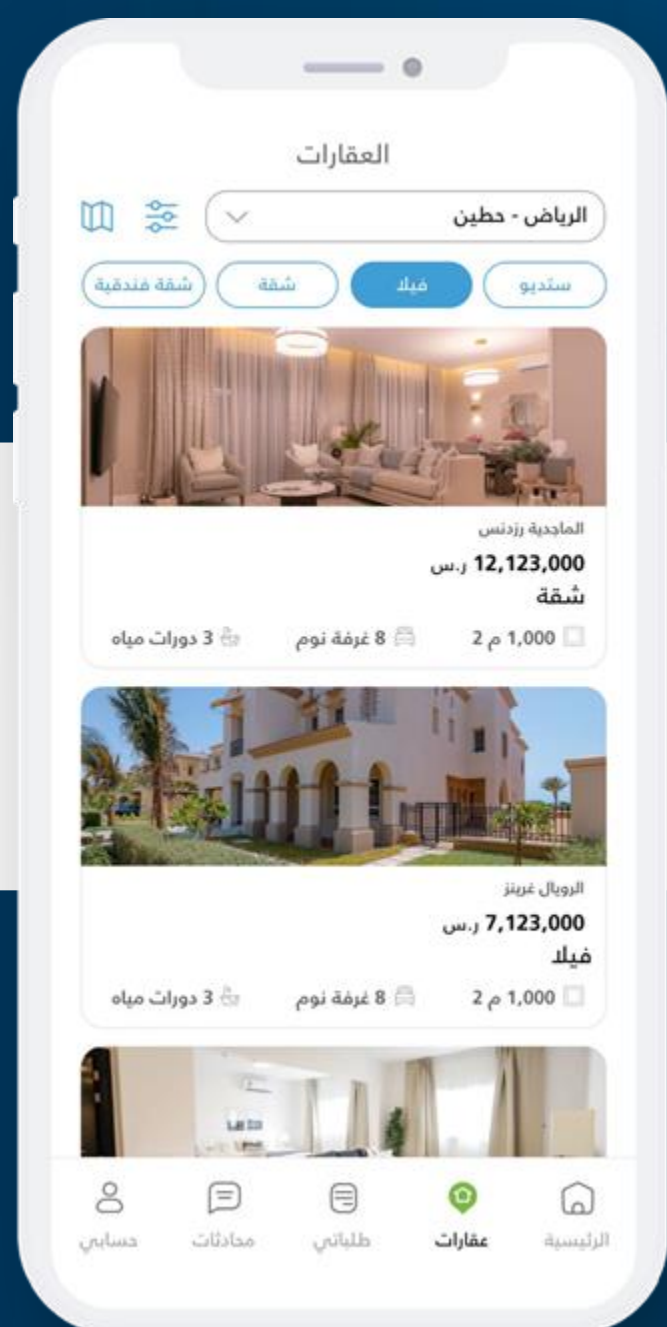 العقارات
الرياض - حطين
ستديو
فيلا
شقة
شقة فندقية
الماجدية رزدنس
12,123,000 ر.س
شقة
1,000 م 2
8 غرفة نوم
3 دورات مياه
الرويال غرينز
7,123,000 ر.س
فيلا
1,000 م 2
8 غرفة نوم
3 دورات مياه
الرئيسية
عقارات
طلباتي
محادثات
حسابي